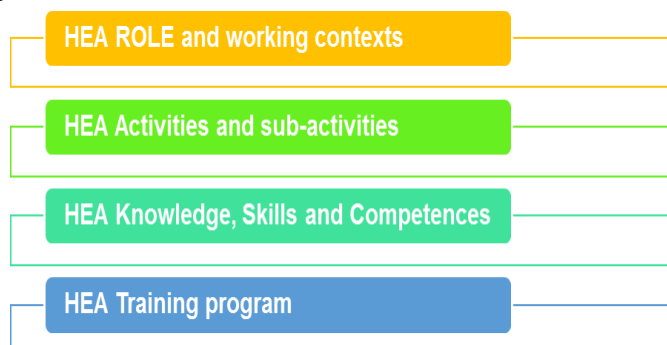 HEA ROLE and working contexts
HEA Activities and sub-activities
HEA Knowledge, Skills and Competences
HEA Training program